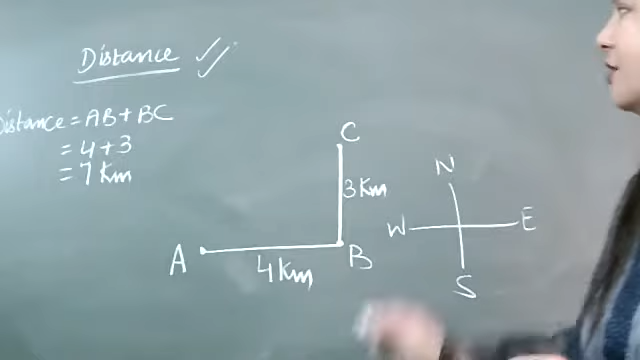 Distance
Distance = AB + BC
= 4 + 3
= 7 Km
C
3 Km
A
B
4 Km
N
W
E
S